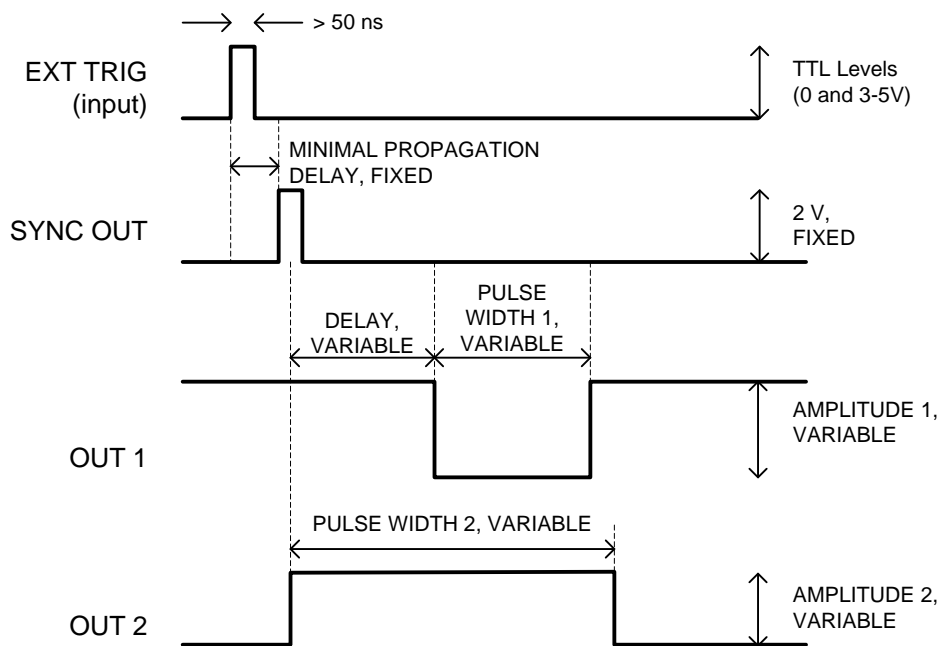 > 50 ns
EXT TRIG
(input)
TTL Levels
(0 and 3-5V)
MINIMAL PROPAGATION
DELAY, FIXED
SYNC OUT
2 V,
FIXED
DELAY,
VARIABLE
PULSE
WIDTH 1,
VARIABLE
AMPLITUDE 1,
VARIABLE
OUT 1
PULSE WIDTH 2, VARIABLE
AMPLITUDE 2,
VARIABLE
OUT 2